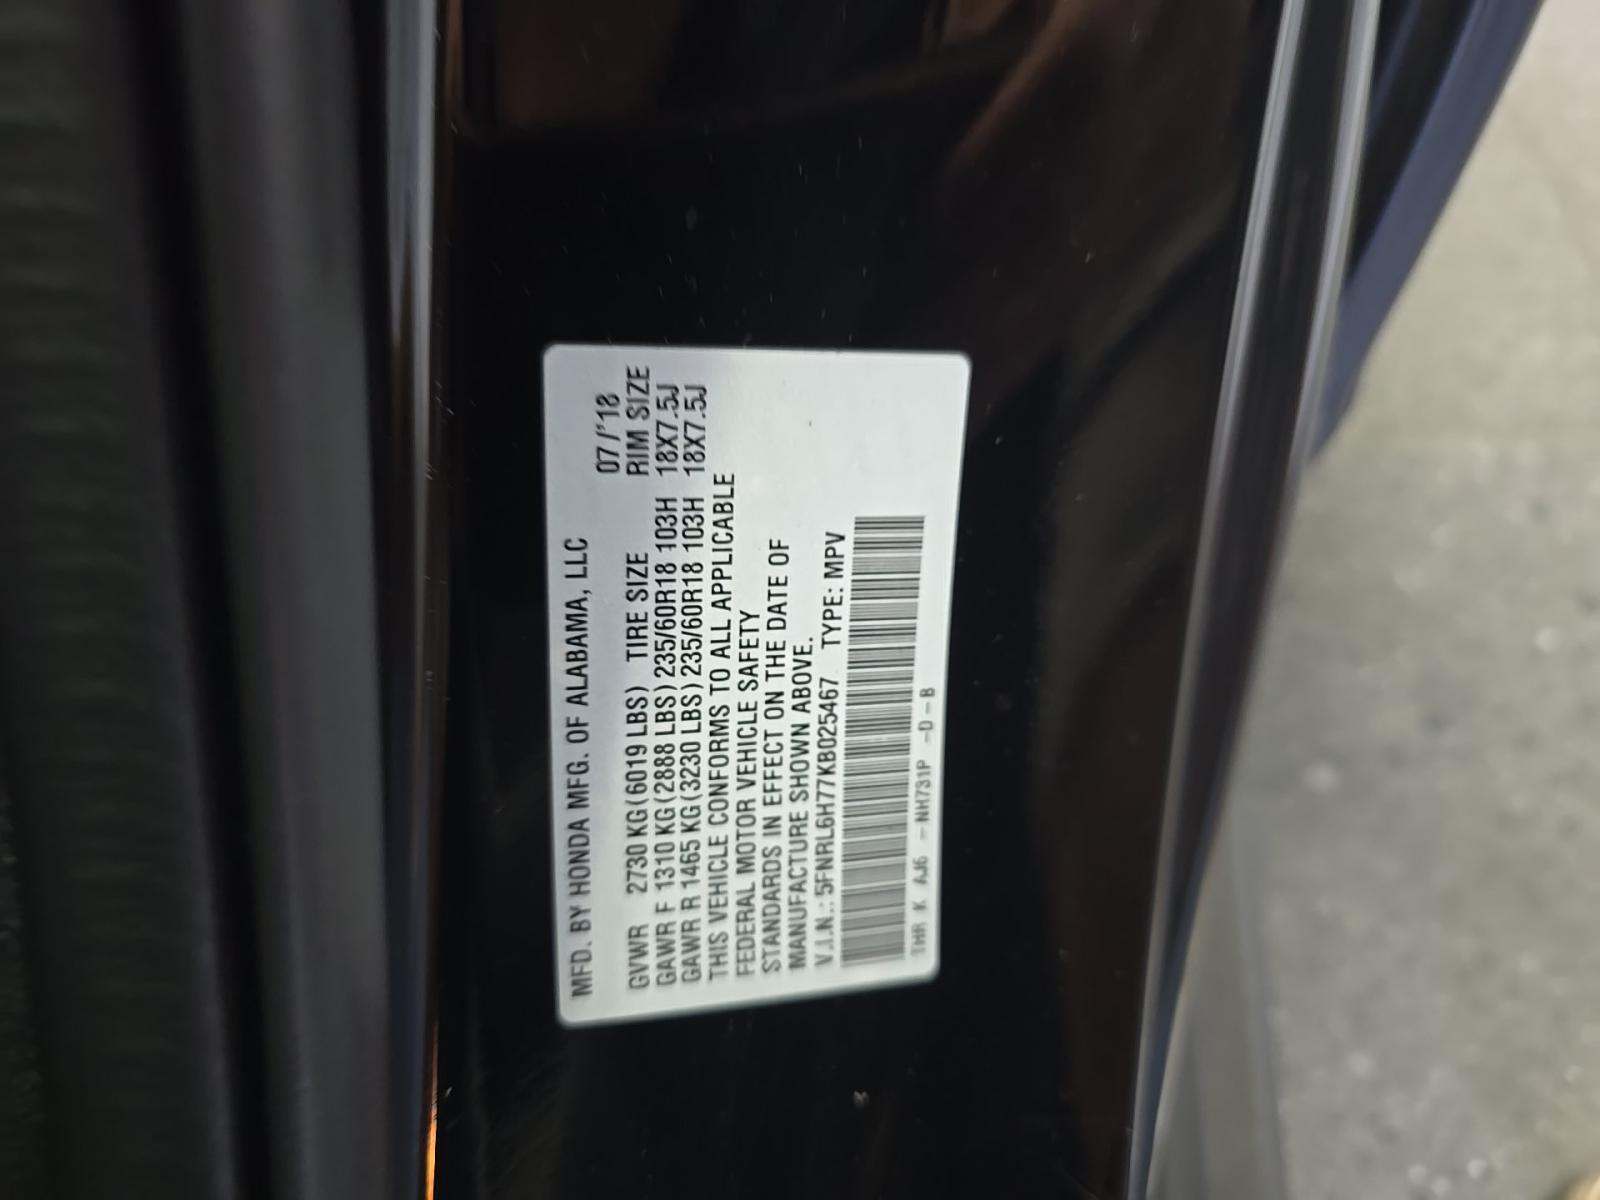 MFD. BY HONDA MFG. OF ALABAMA, LLC
07/'18
GVWR 2730 KG(6019 LBS) TIRE SIZE RIM SIZE
GAWR F 1310 KG(2888 LBS)235/60R18 103H 18X7.5J
GAWR R 1465 KG(3230 LBS)235/60R18 103H 18X7.5J
THIS VEHICLE CONFORMS TO ALL APPLICABLE
FEDERAL MOTOR VEHICLE SAFETY
STANDARDS IN EFFECT ON THE DATE OF
MANUFACTURE SHOWN ABOVE.
V.I.N.: 5FNRL6H77KB025467 TYPE: MPV
THR K AJ6 -NH731P -D-B